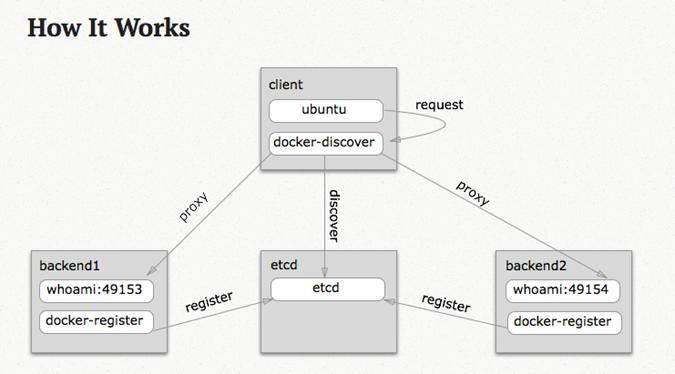 How It Works
client
ubuntu
request
docker-discover
proxy
discover
proxy
backend1
whoami:49153
docker-register
register
etcd
etcd
register
backend2
whoami:49154
docker-register